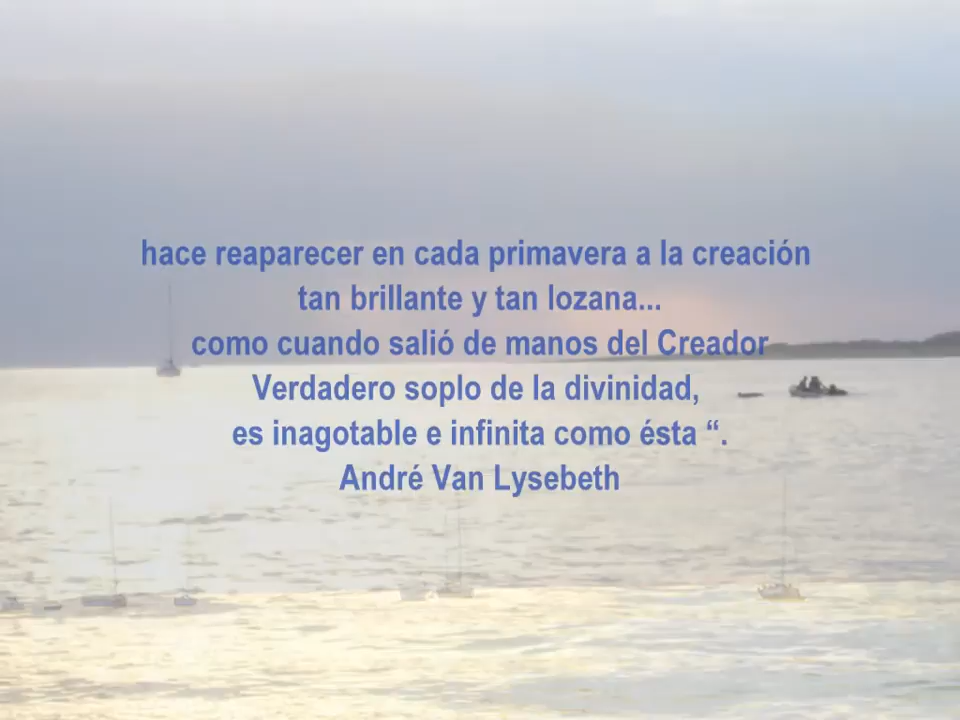 hace reaparecer en cada primavera a la creación
tan brillante y tan lozana...
como cuando salió de manos del Creador
Verdadero soplo de la divinidad,
es inagotable e infinita como ésta “.
André Van Lysebeth